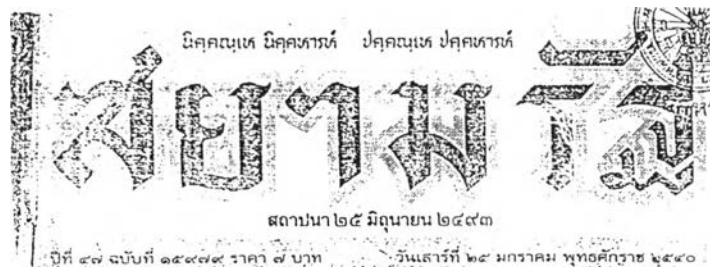 นิคฺคณฺเห นิคฺคหารหํ ปคฺคณฺเห ปคฺคหารหํ
สยามรัฐ
สถาปนา ๒๕ มิถุนายน ๒๔๙๓
ปีที่ ๔๗ ฉบับที่ ๑๕๙๗๙ ราคา ๗ บาท วันเสาร์ที่ ๒๕ มกราคม พุทธศักราช ๒๕๔๐